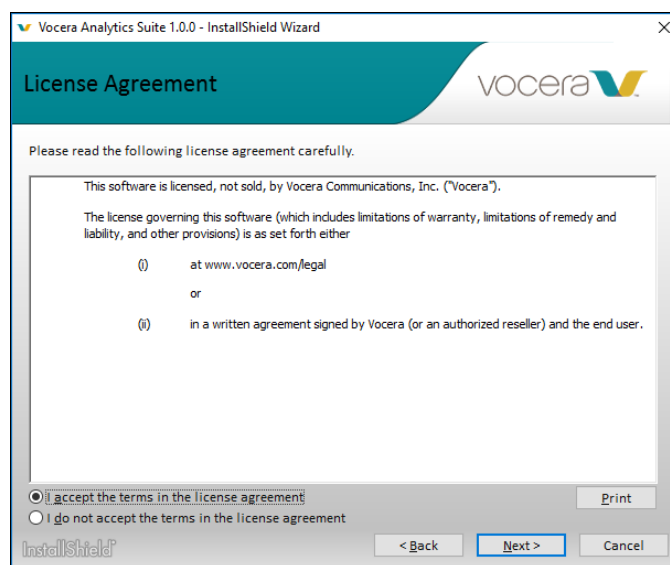 Vocera Analytics Suite 1.0.0 - InstallShield Wizard
License Agreement
vocera
Please read the following license agreement carefully.
This software is licensed, not sold, by Vocera Communications, Inc. ("Vocera").
The license governing this software (which includes limitations of warranty, limitations of remedy and
liability, and other provisions) is as set forth either
(i) at www.vocera.com/legal
or
(ii) in a written agreement signed by Vocera (or an authorized reseller) and the end user.
I accept the terms in the license agreement
Print
I do not accept the terms in the license agreement
InstallShield
< Back
Next >
Cancel